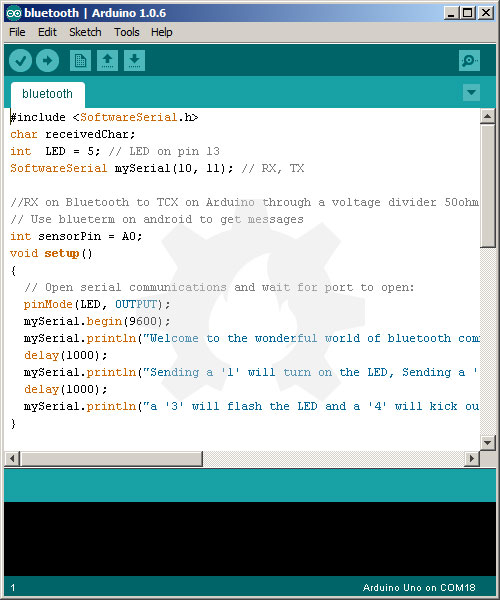 bluetooth | Arduino 1.0.6
File Edit Sketch Tools Help
bluetooth
#include <SoftwareSerial.h>
char receivedChar;
int  LED = 5; // LED on pin 13
SoftwareSerial mySerial(10, 11); // RX, TX
//RX on Bluetooth to TCX on Arduino through a voltage divider 50ohm
// Use blueterm on android to get messages
int sensorPin = A0;
void setup()
{
  // Open serial communications and wait for port to open:
  pinMode(LED, OUTPUT);
  mySerial.begin(9600);
  mySerial.println("Welcome to the wonderful world of bluetooth com
  delay(1000);
  mySerial.println("Sending a '1' will turn on the LED, Sending a '
  delay(1000);
  mySerial.println("a '3' will flash the LED and a '4' will kick ou
}
1 Arduino Uno on COM18